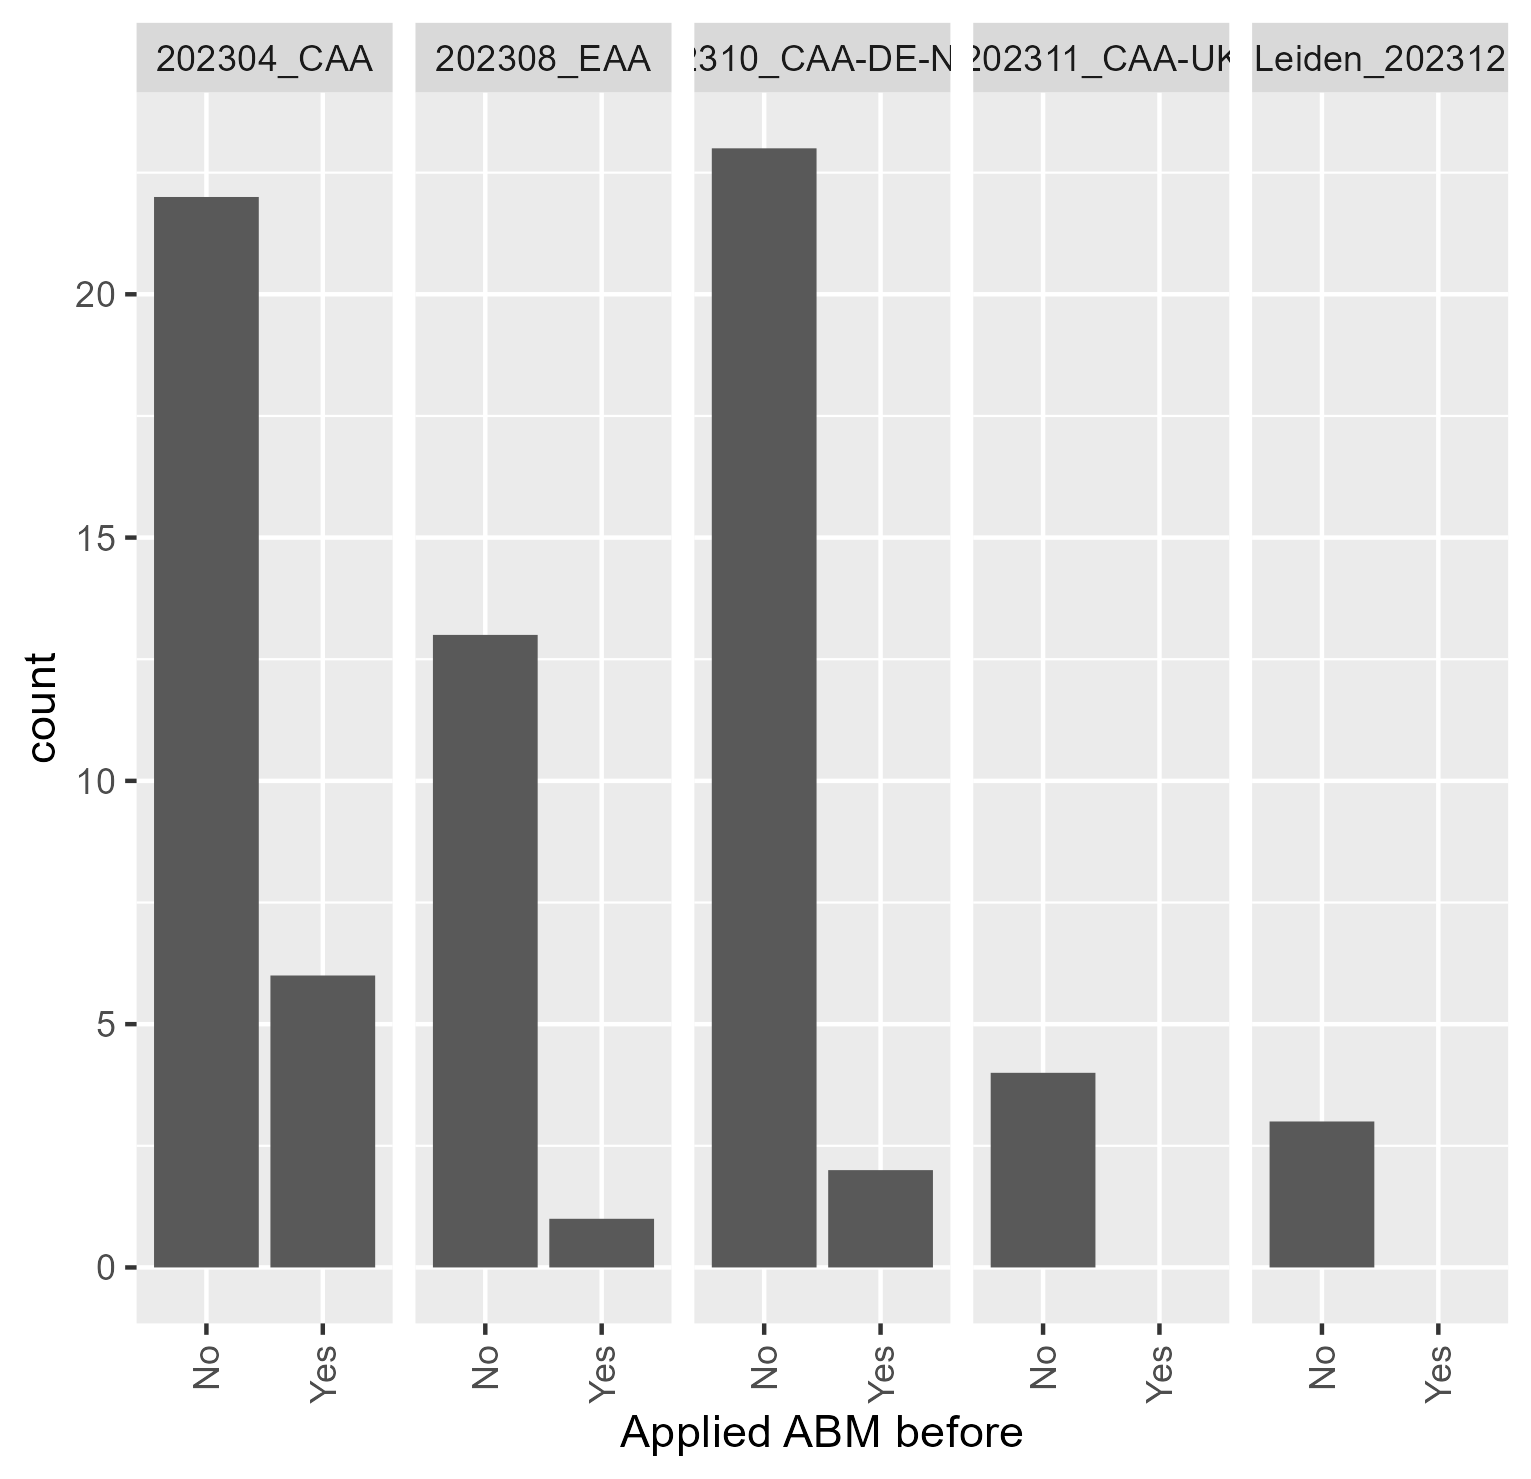 202304_CAA
202308_EAA
2310_CAA-DE-N
202311_CAA-UK
Leiden_202312
20
15
10
5
0
count
No
Yes
No
Yes
No
Yes
No
Yes
No
Yes
Applied ABM before